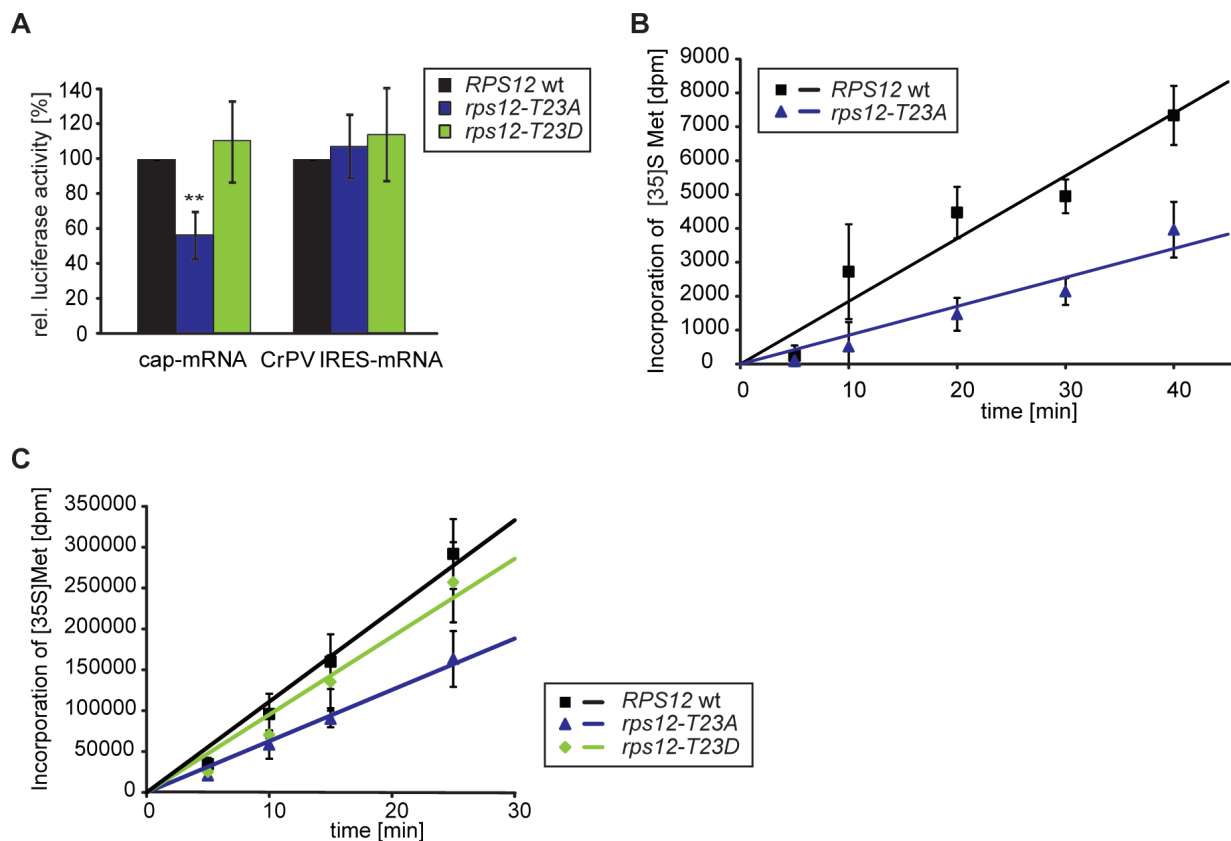 A
rel. luciferase activity [%]
140
120
100
80
60
40
20
0
**
cap-mRNA CrPV IRES-mRNA
RPS12 wt
rps12-T23A
rps12-T23D
B
Incorporation of [35]S Met [dpm]
9000
8000
7000
6000
5000
4000
3000
2000
1000
0
0 10 20 30 40
time [min]
RPS12 wt
rps12-T23A
C
Incorporation of [35S]Met [dpm]
350000
300000
250000
200000
150000
100000
50000
0
0 10 20 30
time [min]
RPS12 wt
rps12-T23A
rps12-T23D